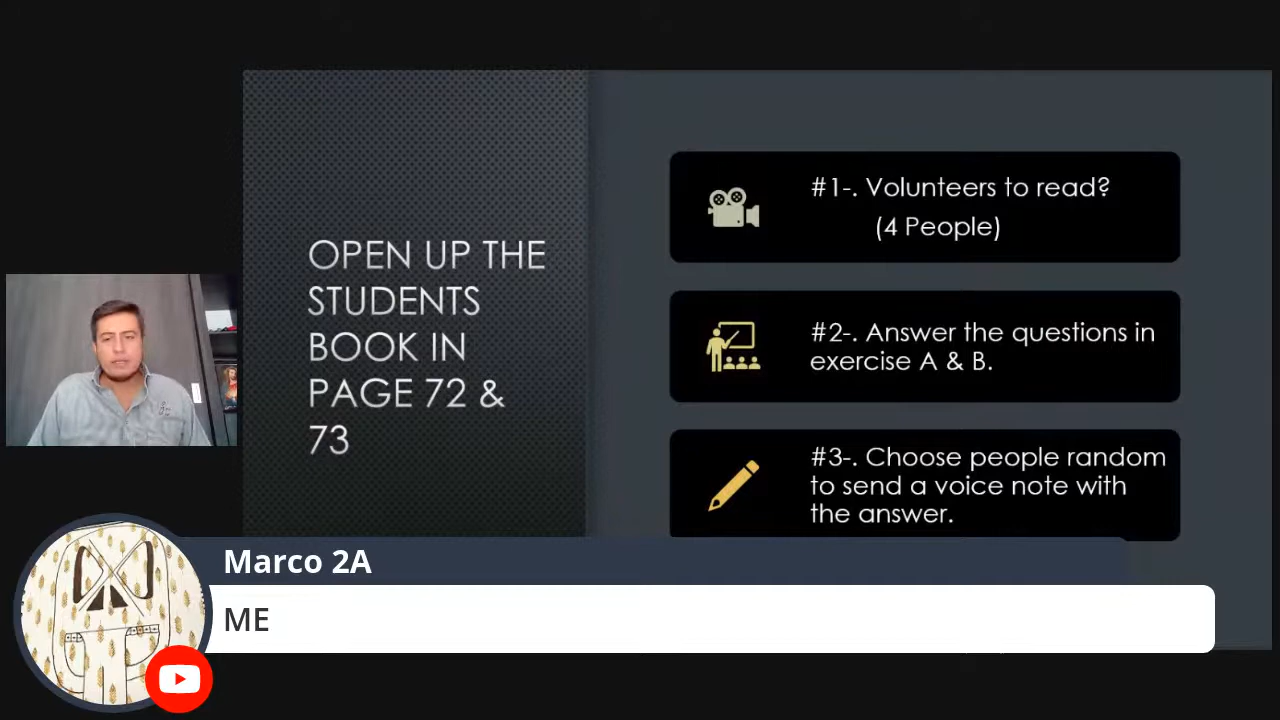 OPEN UP THE
STUDENTS
BOOK IN
PAGE 72 &
73
#1-. Volunteers to read?
(4 People)
#2-. Answer the questions in
exercise A & B.
#3-. Choose people random
to send a voice note with
the answer.
Marco 2A
ME